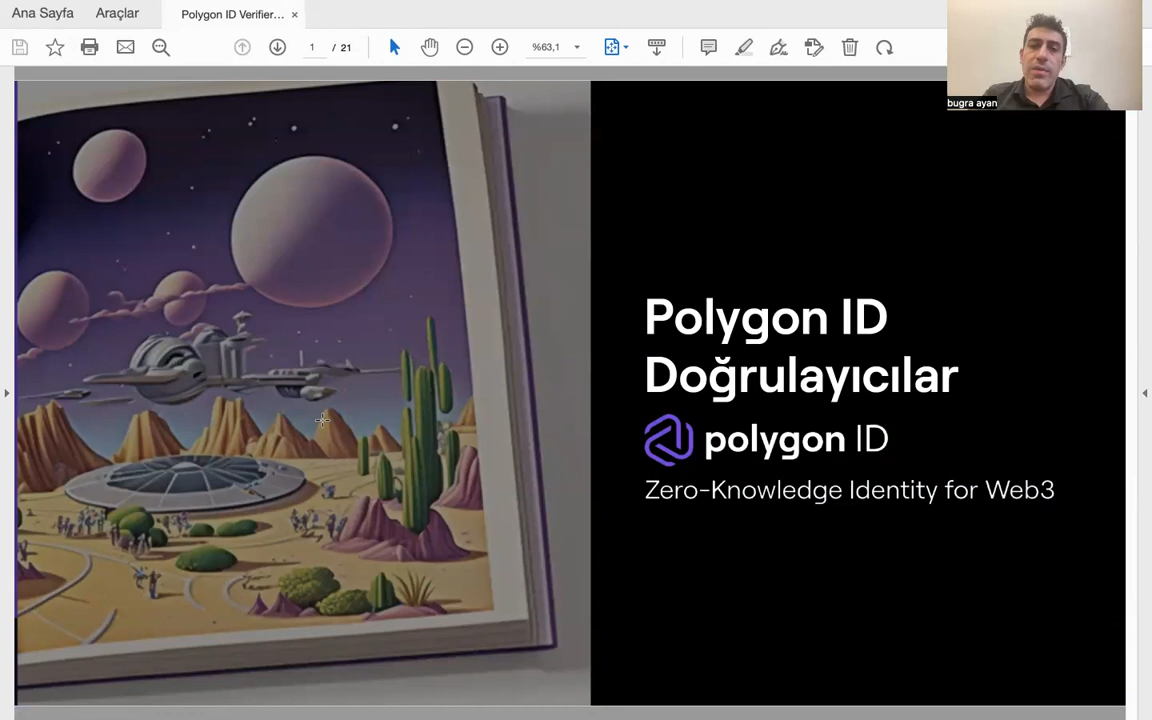 Ana Sayfa Araçlar Polygon ID Verifier... ×
1 / 21 %63,1
bugra ayan
Polygon ID
Doğrulayıcılar
polygon ID
Zero-Knowledge Identity for Web3